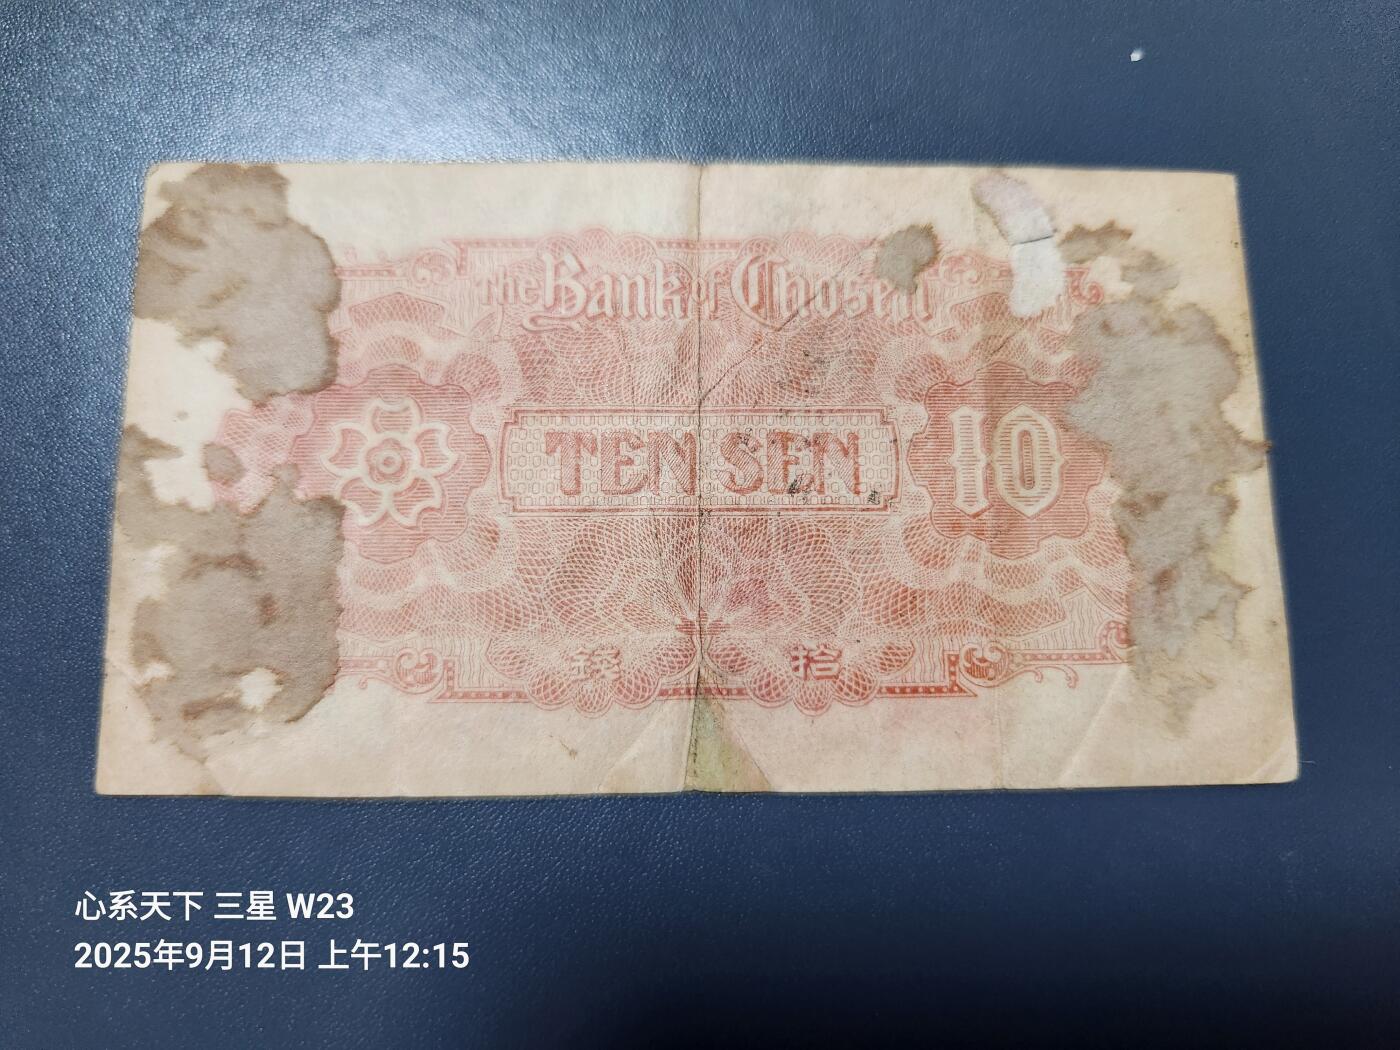 The Bank of Chosen
TEN SEN
10
錢 拾
心系天下 三星 W23
2025年9月12日 上午12:15